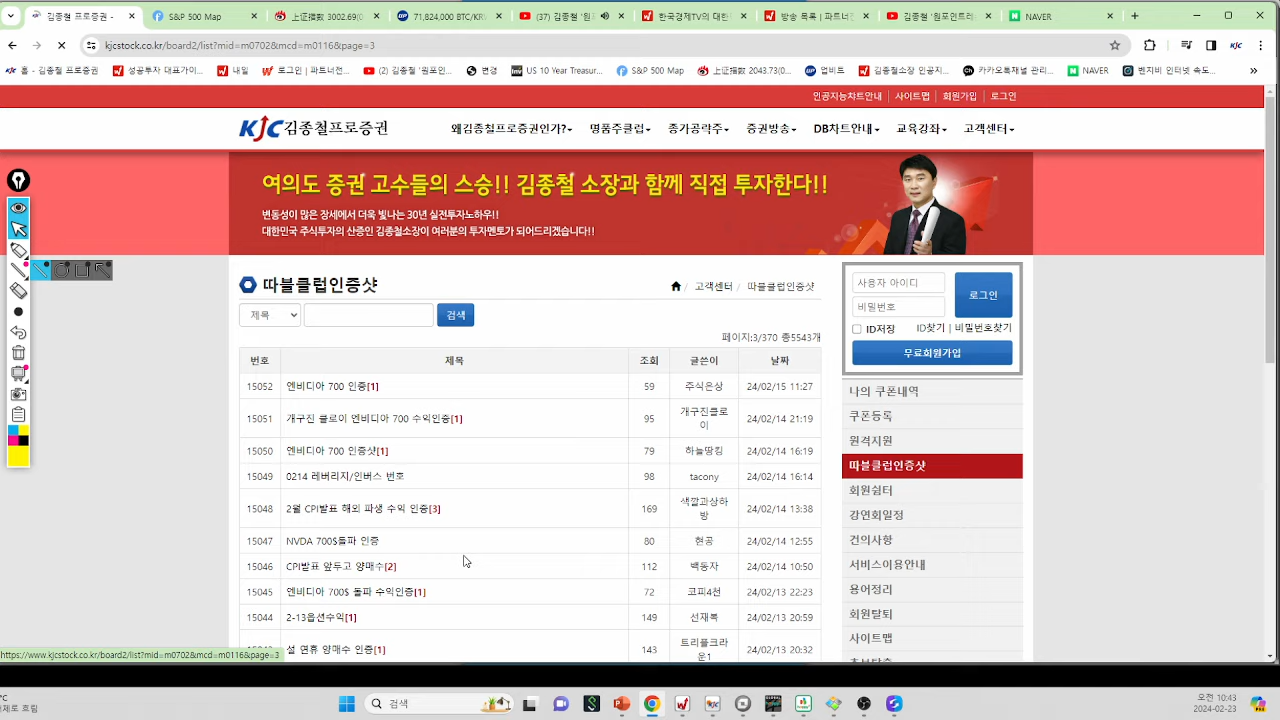 김종철 프로증권
S&P 500 Map
上证指数 3002.69(0.
71,824,000 BTC/KR
(37) 김종철 '원
한국경제TV의 대한
방송 목록 | 파트너
김종철 '원포인트레
NAVER
kjcstock.co.kr/board2/list?mid=m0702&mcd=m0116&page=3
홈 - 김종철 프로증권
성공투자 대표가이...
내일
로그인 | 파트너전...
(2) 김종철 '원포인...
변경
US 10 Year Treasur...
S&P 500 Map
上证指数 2043.73(0...
업비트
김종철소장 인공지...
카카오톡채널 관리...
NAVER
벤지비 인터넷 속도...
인공지능챠트안내 | 사이트맵 | 회원가입 | 로그인
KJC김종철프로증권
왜김종철프로증권인가?
명품주클럽
종가공략주
증권방송
DB챠트안내
교육강좌
고객센터
여의도 증권 고수들의 스승!! 김종철 소장과 함께 직접 투자한다!!
변동성이 많은 장세에서 더욱 빛나는 30년 실전투자노하우!!
대한민국 주식투자의 산증인 김종철소장이 여러분의 투자멘토가 되어드리겠습니다!!
따블클럽인증샷
/ 고객센터 / 따블클럽인증샷
제목
검색
페이지:3/370 총5543개
번호 제목 조회 글쓴이 날짜
15052 엔비디아 700 인증[1] 59 주식은상 24/02/15 11:27
15051 개구진 클로이 엔비디아 700 수익인증[1] 95 개구진클로이 24/02/14 21:19
15050 엔비디아 700 인증샷[1] 79 하늘땅킹 24/02/14 16:19
15049 0214 레버리지/인버스 번호 98 tacony 24/02/14 16:14
15048 2월 CPI발표 해외 파생 수익 인증[3] 169 색깔과상하방 24/02/14 13:38
15047 NVDA 700$돌파 인증 80 현공 24/02/14 12:55
15046 CPI발표 앞두고 양매수[2] 112 백동자 24/02/14 10:50
15045 엔비디아 700$ 돌파 수익인증[1] 72 코피4천 24/02/13 22:23
15044 2-13옵션수익[1] 149 선재복 24/02/13 20:59
설 연휴 양매수 인증[1] 143 트리플크라운1 24/02/13 20:32
사용자 아이디
비밀번호
로그인
ID저장
ID찾기 | 비밀번호찾기
무료회원가입
나의 쿠폰내역
쿠폰등록
원격지원
따블클럽인증샷
회원쉼터
강연회일정
건의사항
서비스이용안내
용어정리
회원탈퇴
사이트맵
https://www.kjcstock.co.kr/board2/list?mid=m0702&mcd=m0116&page=3
검색
오전 10:43
2024-02-23